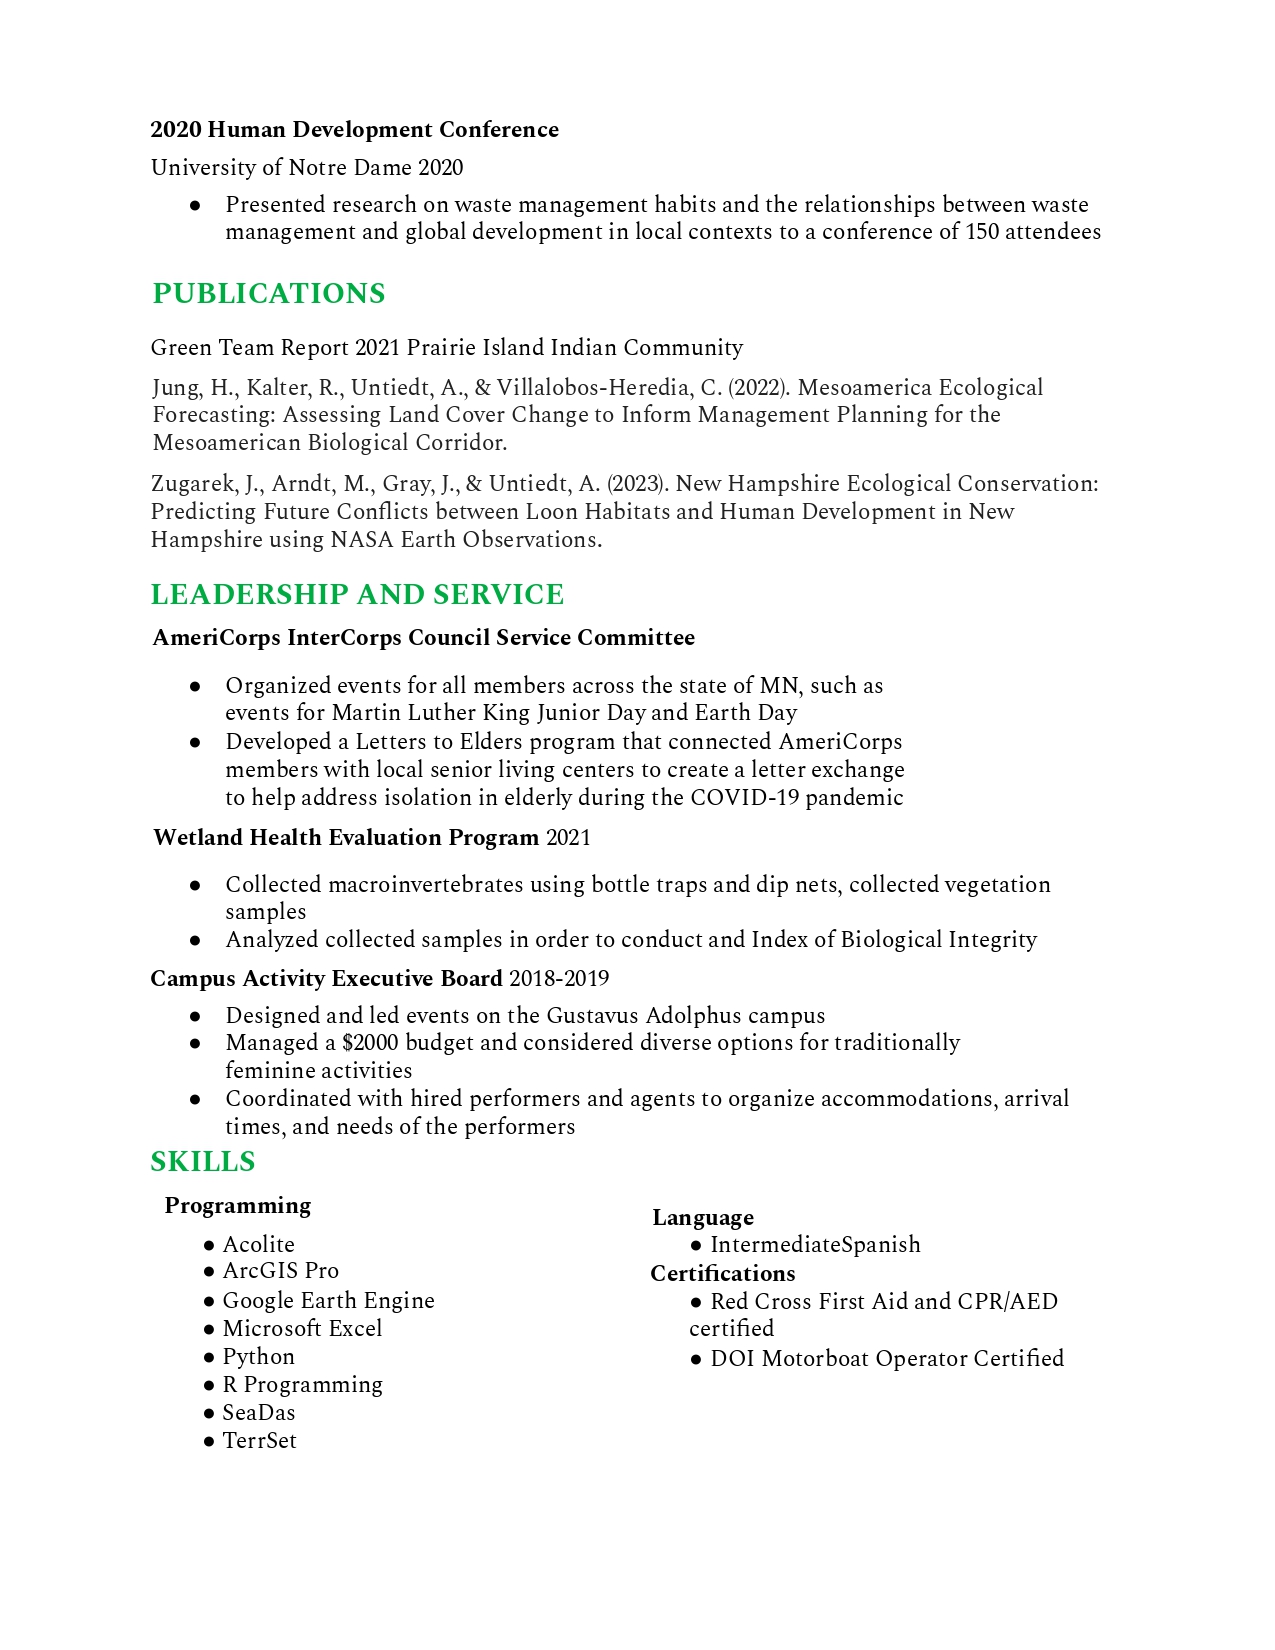 2020 Human Development Conference
University of Notre Dame 2020
● Presented research on waste management habits and the relationships between waste
management and global development in local contexts to a conference of 150 attendees
PUBLICATIONS
Green Team Report 2021 Prairie Island Indian Community
Jung, H., Kalter, R., Untiedt, A., & Villalobos-Heredia, C. (2022). Mesoamerica Ecological
Forecasting: Assessing Land Cover Change to Inform Management Planning for the
Mesoamerican Biological Corridor.
Zugarek, J., Arndt, M., Gray, J., & Untiedt, A. (2023). New Hampshire Ecological Conservation:
Predicting Future Conflicts between Loon Habitats and Human Development in New
Hampshire using NASA Earth Observations.
LEADERSHIP AND SERVICE
AmeriCorps InterCorps Council Service Committee
● Organized events for all members across the state of MN, such as
events for Martin Luther King Junior Day and Earth Day
● Developed a Letters to Elders program that connected AmeriCorps
members with local senior living centers to create a letter exchange
to help address isolation in elderly during the COVID-19 pandemic
Wetland Health Evaluation Program 2021
● Collected macroinvertebrates using bottle traps and dip nets, collected vegetation
samples
● Analyzed collected samples in order to conduct and Index of Biological Integrity
Campus Activity Executive Board 2018-2019
● Designed and led events on the Gustavus Adolphus campus
● Managed a $2000 budget and considered diverse options for traditionally
feminine activities
● Coordinated with hired performers and agents to organize accommodations, arrival
times, and needs of the performers
SKILLS
Programming
● Acolite
● ArcGIS Pro
● Google Earth Engine
● Microsoft Excel
● Python
● R Programming
● SeaDas
● TerrSet
Language
● IntermediateSpanish
Certifications
● Red Cross First Aid and CPR/AED
certified
● DOI Motorboat Operator Certified